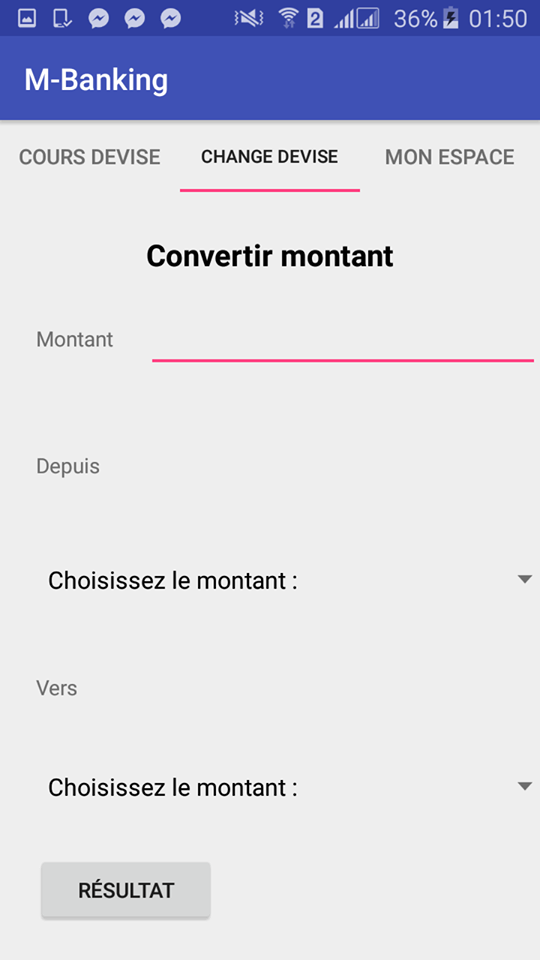 2 36% 01:50
M-Banking
COURS DEVISE CHANGE DEVISE MON ESPACE
Convertir montant
Montant
Depuis
Choisissez le montant :
Vers
Choisissez le montant :
RÉSULTAT